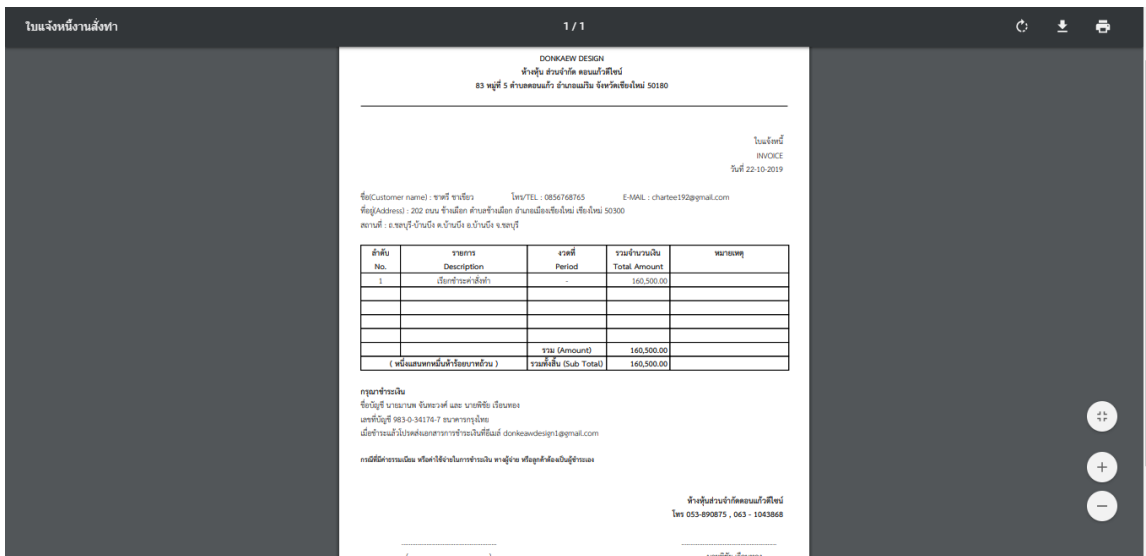 ใบแจ้งหนี้งานสั่งทำ
1 / 1
DONKAEW DESIGN
ห้างหุ้น ส่วนจำกัด ดอนแก้วดีไซน์
83 หมู่ที่ 5 ตำบลดอนแก้ว อำเภอแม่ริม จังหวัดเชียงใหม่ 50180
ใบแจ้งหนี้
INVOICE
วันที่ 22-10-2019
ชื่อ(Customer name) : ชาตรี ชาเขียว โทร/TEL : 0856768765 E-MAIL : chartee192@gmail.com
ที่อยู่(Address) : 202 ถนน ช้างเผือก ตำบลช้างเผือก อำเภอเมืองเชียงใหม่ เชียงใหม่ 50300
สถานที่ : ถ.ชลบุรี-บ้านบึง ต.บ้านบึง อ.บ้านบึง จ.ชลบุรี
ลำดับ รายการ งวดที่ รวมจำนวนเงิน หมายเหตุ
No. Description Period Total Amount
1 เรียกชำระค่าสั่งทำ - 160,500.00
รวม (Amount) 160,500.00
( หนึ่งแสนหกหมื่นห้าร้อยบาทถ้วน ) รวมทั้งสิ้น (Sub Total) 160,500.00
กรุณาชำระเงิน
ชื่อบัญชี นายมานพ จันทะวงศ์ และ นายพิชัย เรือนทอง
เลขที่บัญชี 983-0-34174-7 ธนาคารกรุงไทย
เมื่อชำระแล้วโปรดส่งเอกสารการชำระเงินที่อีเมล์ donkeawdesign1@gmail.com
กรณีที่มีค่าธรรมเนียม หรือค่าใช้จ่ายในการชำระเงิน ทางผู้จ่าย หรือลูกค้าต้องเป็นผู้ชำระเอง
ห้างหุ้นส่วนจำกัดดอนแก้วดีไซน์
โทร 053-890875 , 063 - 1043868